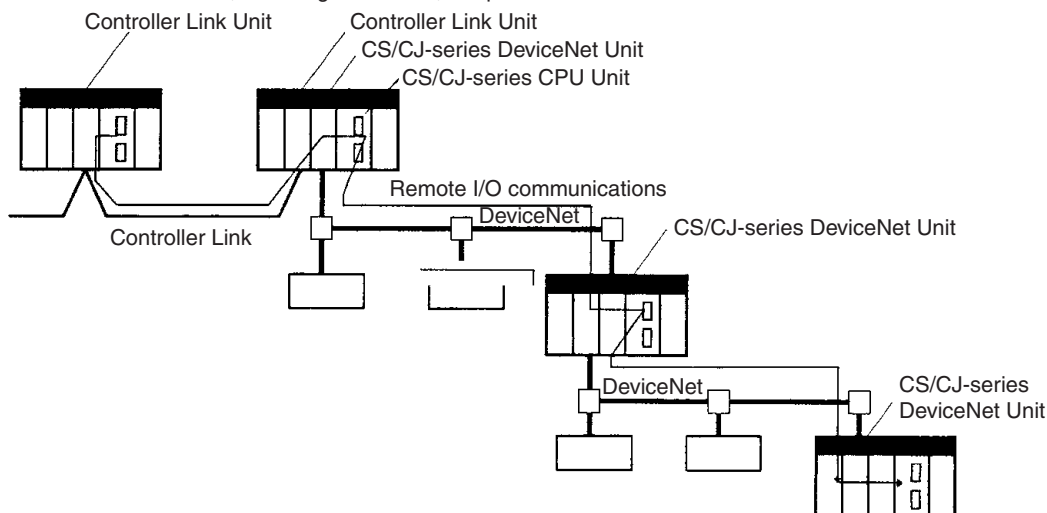 Controller Link Unit
Controller Link Unit
CS/CJ-series DeviceNet Unit
CS/CJ-series CPU Unit
Remote I/O communications
DeviceNet
Controller Link
CS/CJ-series DeviceNet Unit
DeviceNet
CS/CJ-series
DeviceNet Unit